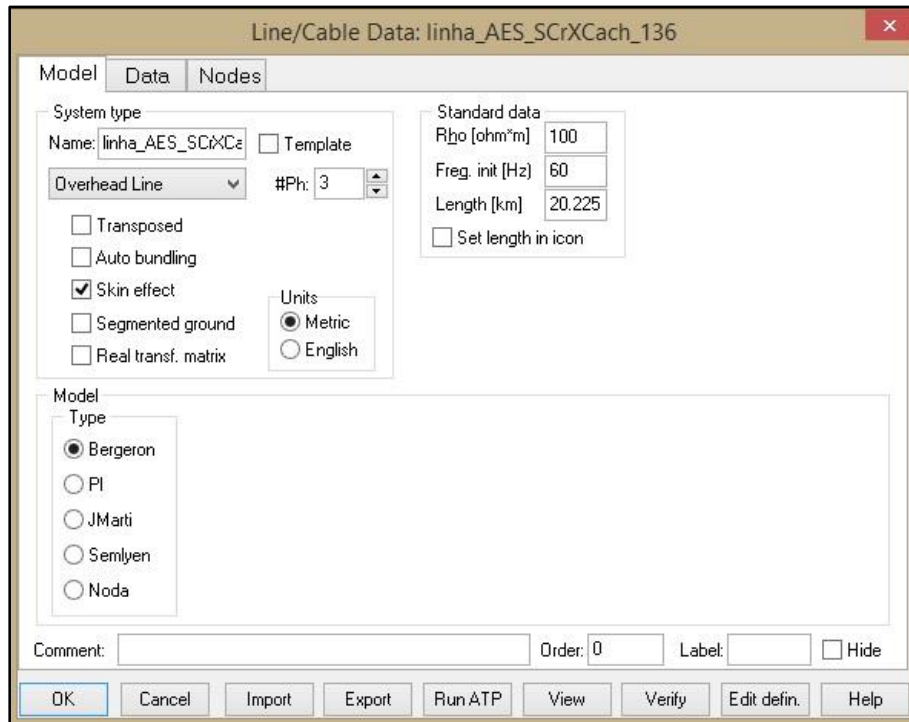 Line/Cable Data: linha_AES_SCrXCach_136
Model Data Nodes
System type
Name: linha_AES_SCrXCa Template
Overhead Line #Ph: 3
Transposed
Auto bundling
Skin effect
Segmented ground
Real transf. matrix
Units
Metric
English
Standard data
Rho [ohm*m] 100
Freq. init [Hz] 60
Length [km] 20.225
Set length in icon
Model
Type
Bergeron
PI
JMarti
Semlyen
Noda
Comment: Order: 0 Label: Hide
OK Cancel Import Export Run ATP View Verify Edit defin. Help